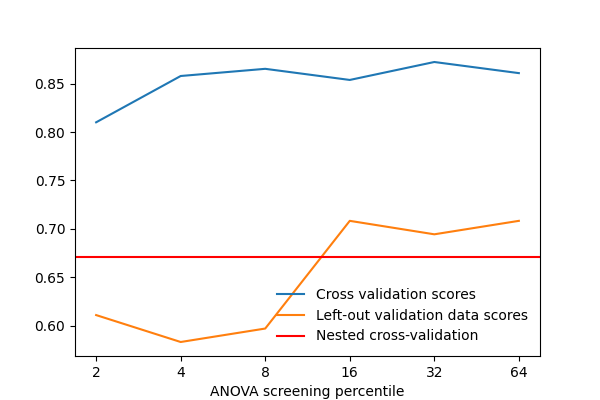 0.85
0.80
0.75
0.70
0.65
0.60
Cross validation scores
Left-out validation data scores
Nested cross-validation
2 4 8 16 32 64
ANOVA screening percentile